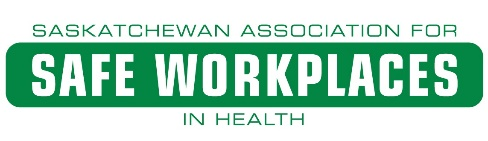 SASKATCHEWAN ASSOCIATION FOR
SAFE WORKPLACES
IN HEALTH